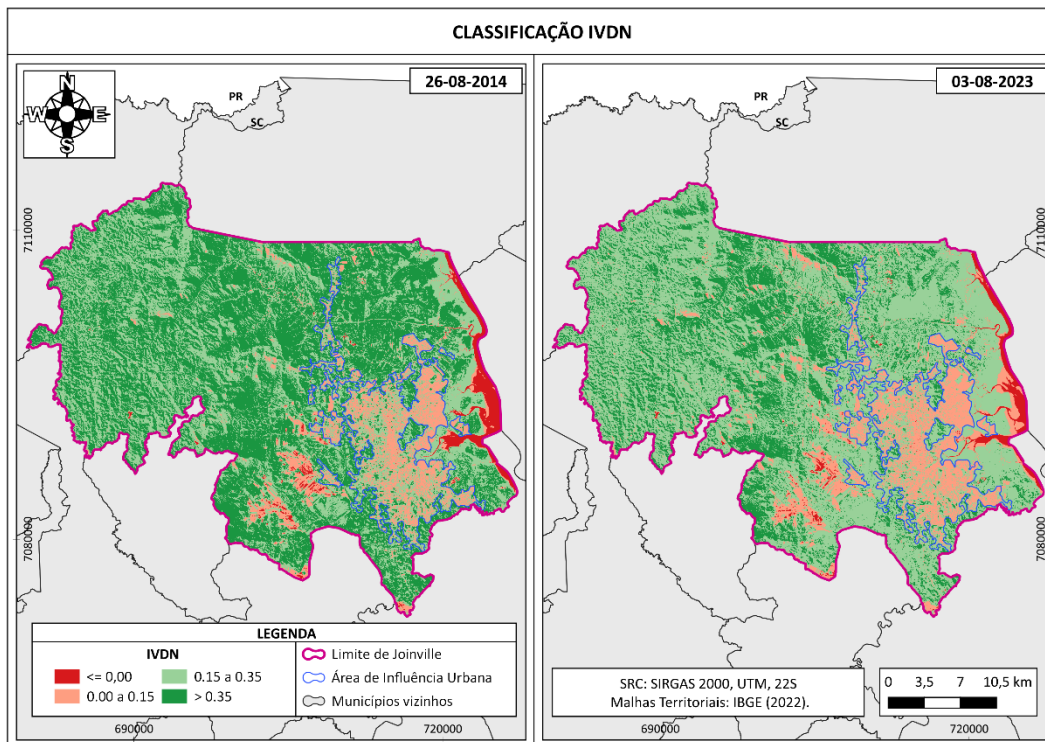 CLASSIFICAÇÃO IVDN
26-08-2014
03-08-2023
N
W E
S
PR
SC
PR
SC
7110000
7080000
7110000
7080000
LEGENDA
IVDN
<= 0,00
0.00 a 0.15
0.15 a 0.35
> 0.35
Limite de Joinville
Área de Influência Urbana
Municípios vizinhos
SRC: SIRGAS 2000, UTM, 22S
Malhas Territoriais: IBGE (2022).
0 3,5 7 10,5 km
690000
720000
690000
720000